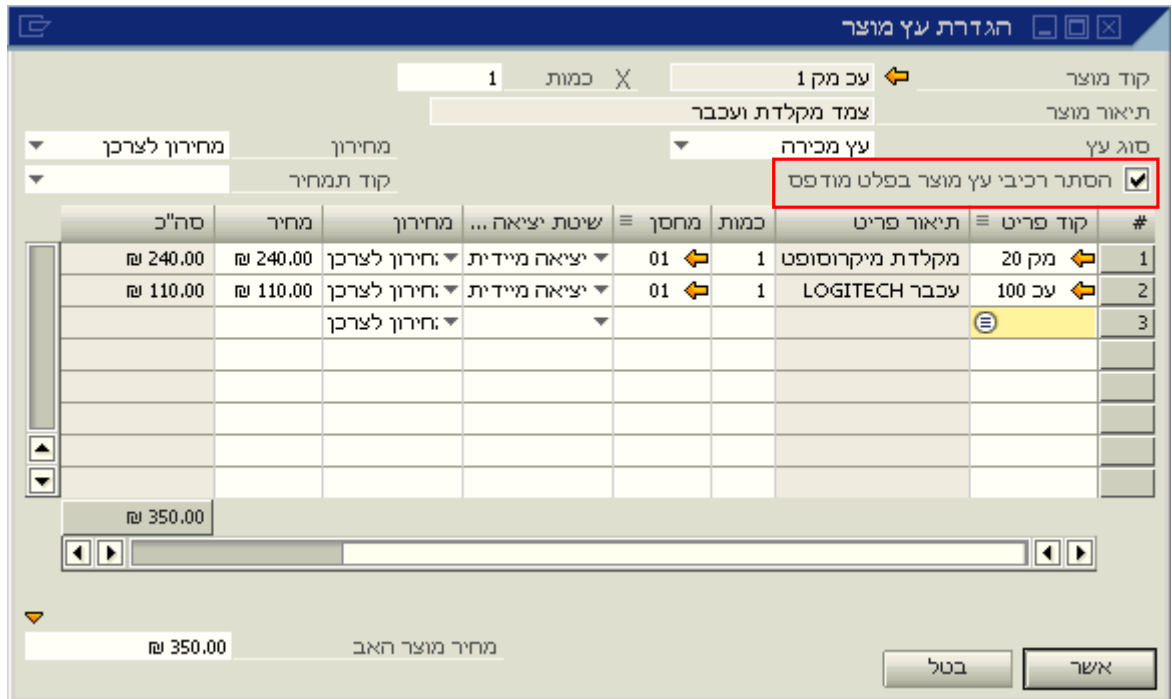 הגדרת עץ מוצר
קוד מוצר עכ מק 1 X כמות 1
תיאור מוצר צמד מקלדת ועכבר
סוג עץ עץ מכירה מחירון מחירון לצרכן
הסתר רכיבי עץ מוצר בפלט מודפס קוד תמחיר
# קוד פריט תיאור פריט כמות מחסן שיטת יציאה ... מחירון מחיר סה"כ
1 מק 20 מקלדת מיקרוסופט 1 01 יציאה מיידית חירון לצרכן 240.00 ₪ 240.00 ₪
2 עכ 100 עכבר LOGITECH 1 01 יציאה מיידית חירון לצרכן 110.00 ₪ 110.00 ₪
3 חירון לצרכן
350.00 ₪
מחיר מוצר האב 350.00 ₪
אשר בטל